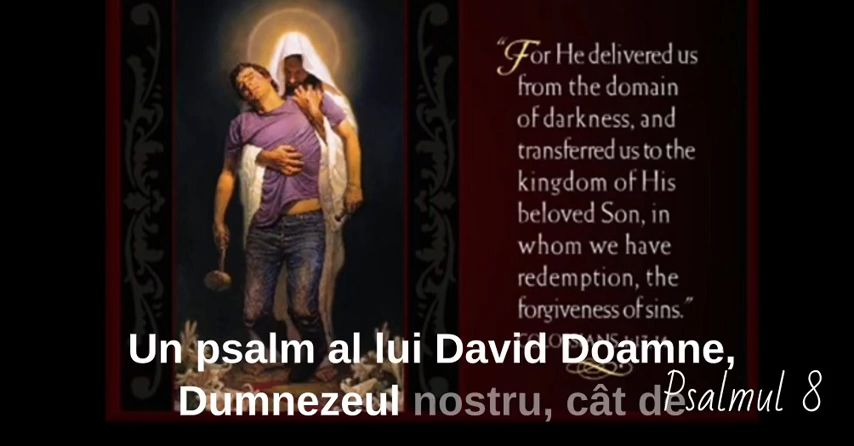 “For He delivered us
from the domain
of darkness, and
transferred us to the
kingdom of His
beloved Son, in
whom we have
redemption, the
forgiveness of sins.”
Un psalm al lui David Doamne,
Dumnezeul nostru, cât de
Psalmul 8